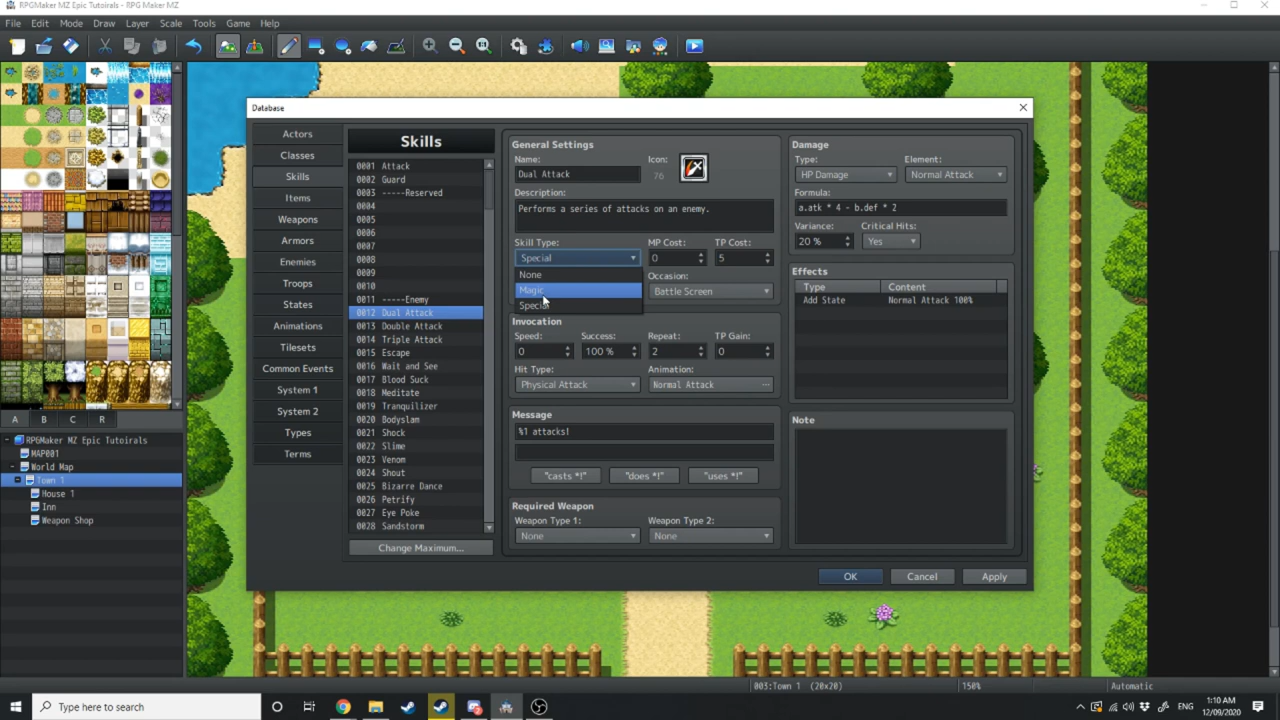 RPGMaker MZ Epic Tutoirals - RPG Maker MZ
File Edit Mode Draw Layer Scale Tools Game Help
Database
Actors
Classes
Skills
Items
Weapons
Armors
Enemies
Troops
States
Animations
Tilesets
Common Events
System 1
System 2
Types
Terms
Skills
0001 Attack
0002 Guard
0003 -----Reserved
0004
0005
0006
0007
0008
0009
0010
0011 -----Enemy
0012 Dual Attack
0013 Double Attack
0014 Triple Attack
0015 Escape
0016 Wait and See
0017 Blood Suck
0018 Meditate
0019 Tranquilizer
0020 Bodyslam
0021 Shock
0022 Slime
0023 Venom
0024 Shout
0025 Bizarre Dance
0026 Petrify
0027 Eye Poke
0028 Sandstorm
Change Maximum...
General Settings
Name: Icon:
Dual Attack 76
Description:
Performs a series of attacks on an enemy.
Skill Type: MP Cost: TP Cost:
Special 0 5
None
Magic
Special
Occasion:
Battle Screen
Invocation
Speed: Success: Repeat: TP Gain:
0 100 % 2 0
Hit Type: Animation:
Physical Attack Normal Attack ...
Message
%1 attacks!
"casts *!" "does *!" "uses *!"
Required Weapon
Weapon Type 1: Weapon Type 2:
None None
Damage
Type: Element:
HP Damage Normal Attack
Formula:
a.atk * 4 - b.def * 2
Variance: Critical Hits:
20 % Yes
Effects
Type Content
Add State Normal Attack 100%
Note
OK Cancel Apply
A B C R
RPGMaker MZ Epic Tutoirals
MAP001
World Map
Town 1
House 1
Inn
Weapon Shop
003:Town 1 (20x20) 150% Automatic
Type here to search
ENG
1:10 AM
12/09/2020